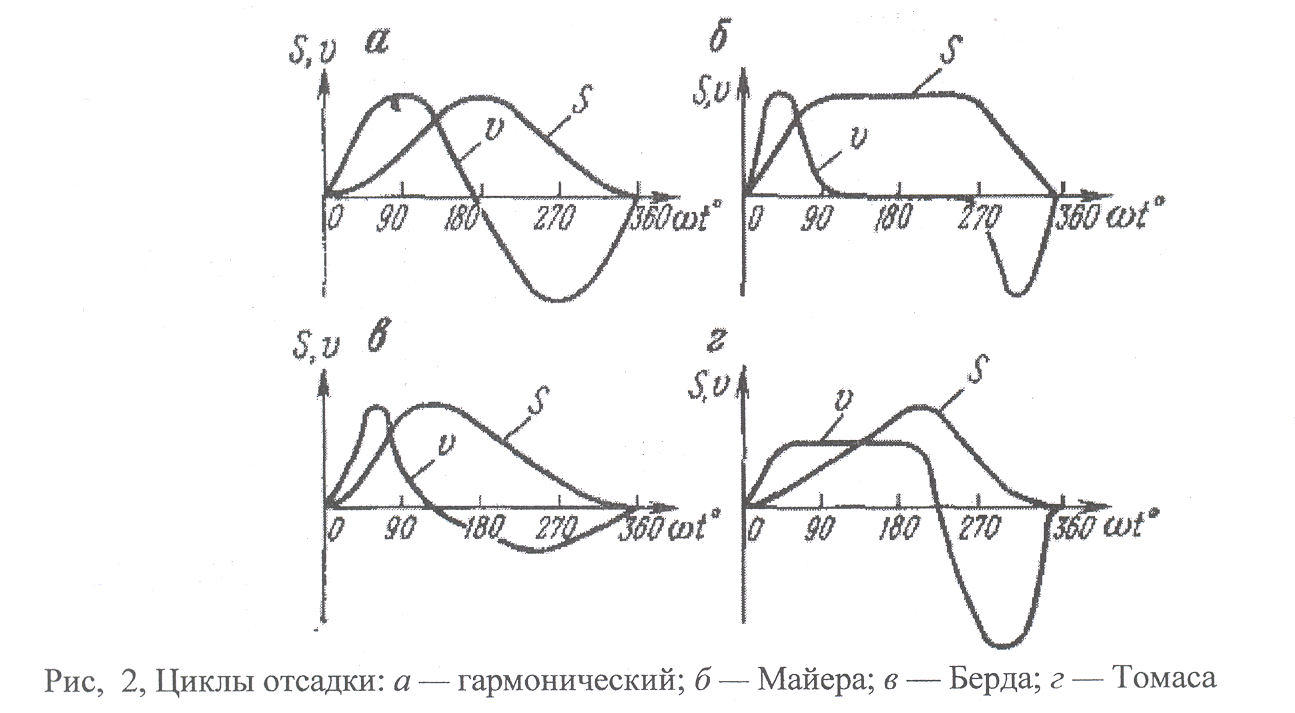 а
S, υ
υ
S
0 90 180 270 360 ωt°
б
S,υ
S
υ
0 90 180 270 360 ωt°
в
S, υ
S
υ
0 90 180 270 360 ωt°
г
S,υ
υ
S
0 90 180 270 360 ωt°
Рис, 2, Циклы отсадки: а — гармонический; б — Майера; в — Берда; г — Томаса